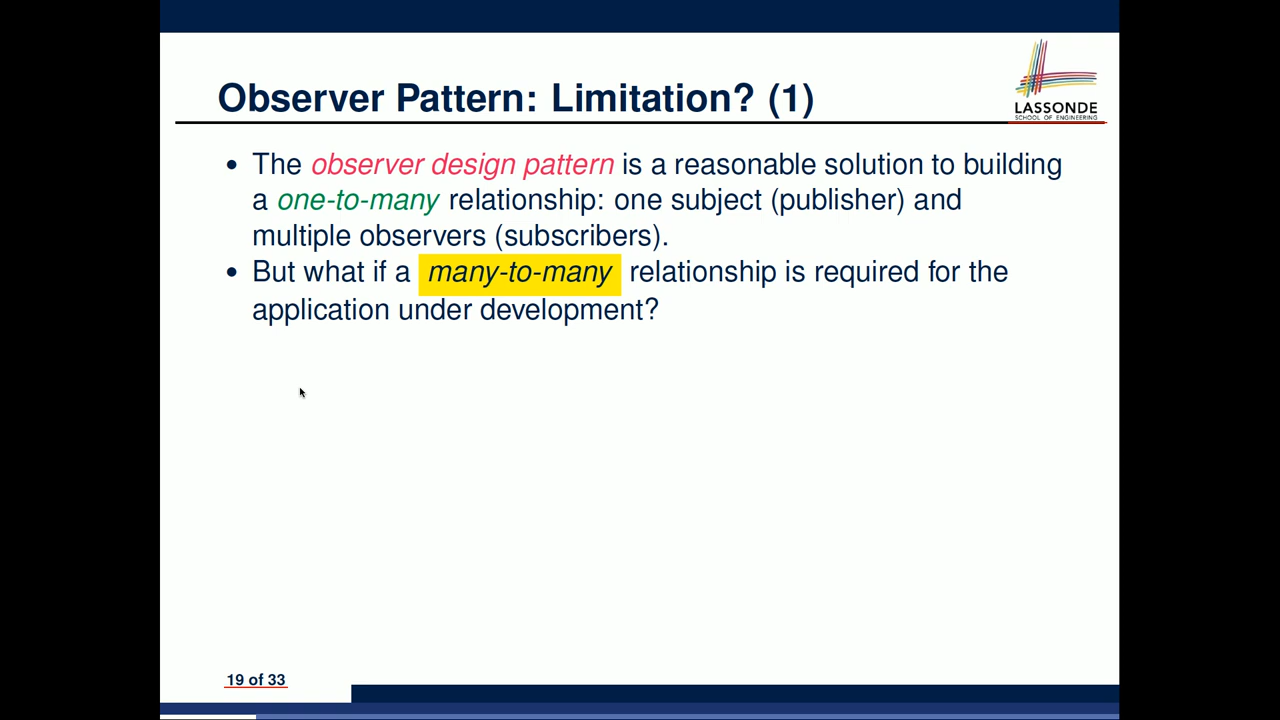 Observer Pattern: Limitation? (1)
LASSONDE
SCHOOL OF ENGINEERING
• The observer design pattern is a reasonable solution to building
a one-to-many relationship: one subject (publisher) and
multiple observers (subscribers).
• But what if a many-to-many relationship is required for the
application under development?
19 of 33